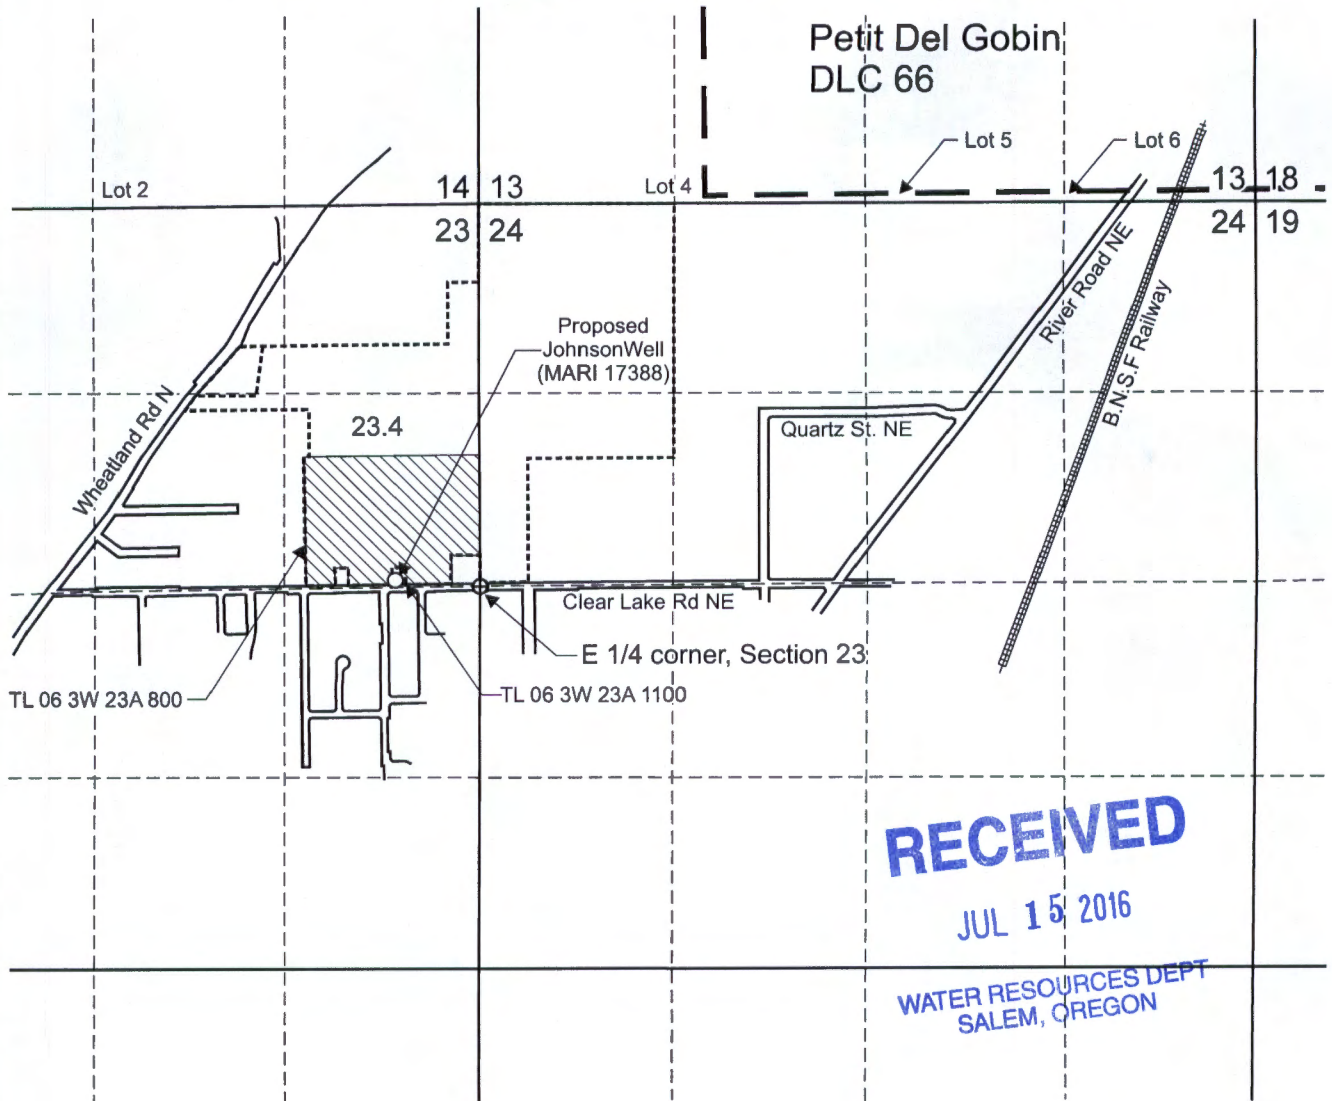 Petit Del Gobin
DLC 66
Lot 5
Lot 6
Lot 2
14 13
Lot 4
13 18
23 24
24 19
River Road NE
B.N.S.F Railway
Proposed
JohnsonWell
(MARI 17388)
Wheatland Rd N
23.4
Quartz St. NE
Clear Lake Rd NE
E 1/4 corner, Section 23
TL 06 3W 23A 800
TL 06 3W 23A 1100
RECEIVED
JUL 15 2016
WATER RESOURCES DEPT
SALEM, OREGON